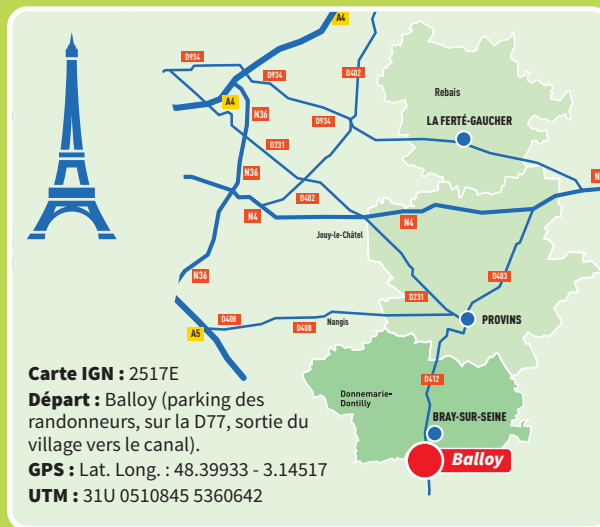 A4
D934
D934
D402
A4
N36
Rebais
D934
LA FERTÉ-GAUCHER
D231
N36
D402
N4
N4
Jouy-le-Châtel
N36
D403
D231
D408
D408
Nangis
PROVINS
A5
D412
Donnemarie-
Dontilly
BRAY-SUR-SEINE
Balloy
Carte IGN : 2517E
Départ : Balloy (parking des
randonneurs, sur la D77, sortie du
village vers le canal).
GPS : Lat. Long. : 48.39933 - 3.14517
UTM : 31U 0510845 5360642